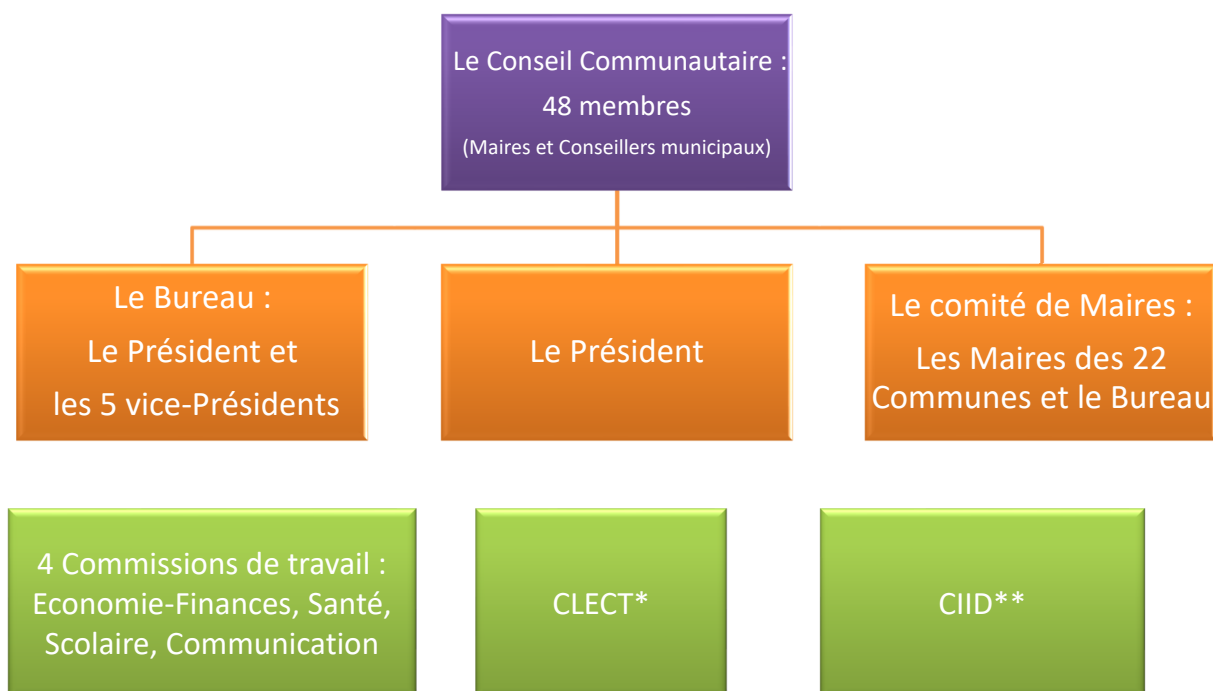 Le Conseil Communautaire :
48 membres
(Maires et Conseillers municipaux)
Le Bureau :
Le Président et
les 5 vice-Présidents
Le Président
Le comité de Maires :
Les Maires des 22
Communes et le Bureau
4 Commissions de travail :
Economie-Finances, Santé,
Scolaire, Communication
CLECT*
CIID**